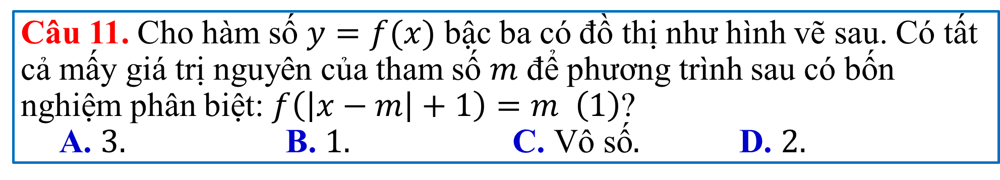 Câu 11. Cho hàm số y = f(x) bậc ba có đồ thị như hình vẽ sau. Có tất
cả mấy giá trị nguyên của tham số m để phương trình sau có bốn
nghiệm phân biệt: f(|x − m| + 1) = m (1)?
A. 3. B. 1. C. Vô số. D. 2.